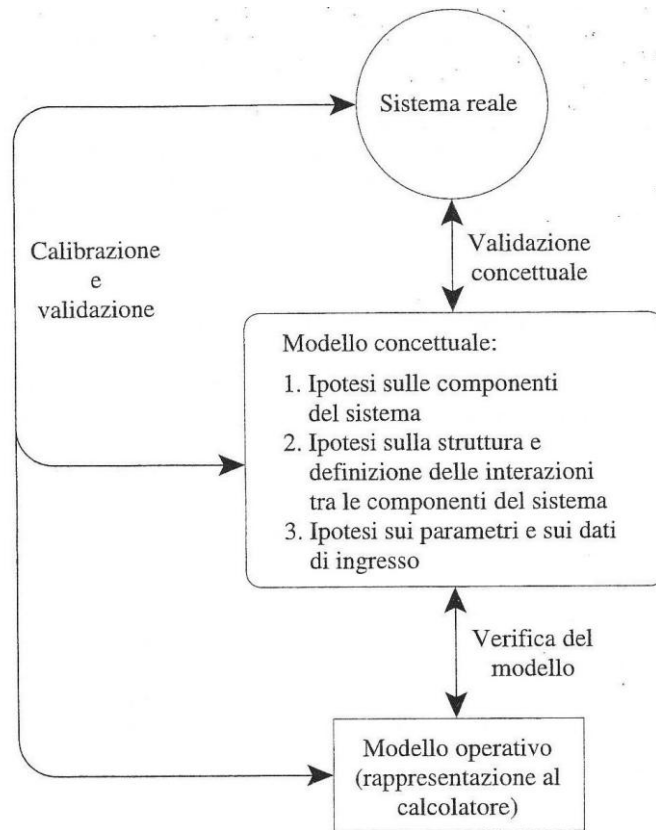 Sistema reale
Validazione
concettuale
Calibrazione
e
validazione
Modello concettuale:
1. Ipotesi sulle componenti
del sistema
2. Ipotesi sulla struttura e
definizione delle interazioni
tra le componenti del sistema
3. Ipotesi sui parametri e sui dati
di ingresso
Verifica del
modello
Modello operativo
(rappresentazione al
calcolatore)